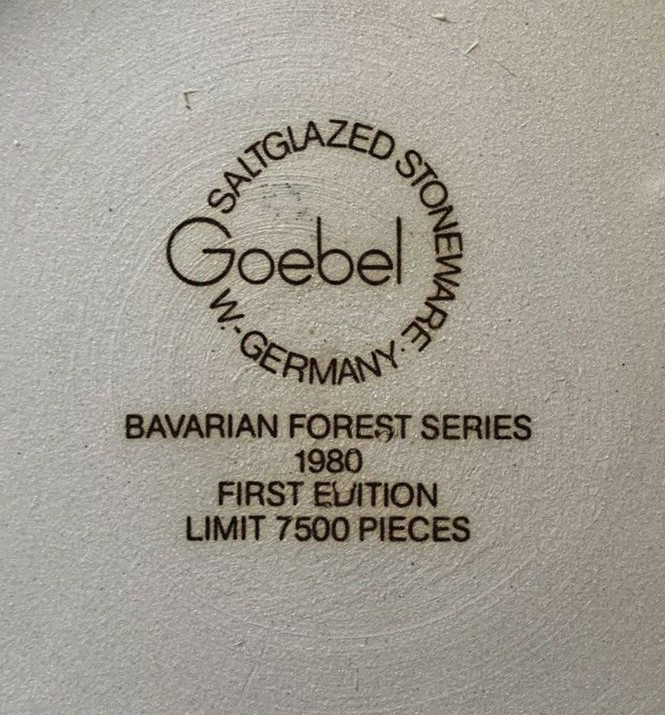 SALTGLAZED STONEWARE.
Goebel
W.-GERMANY.
BAVARIAN FOREST SERIES
1980
FIRST EDITION
LIMIT 7500 PIECES